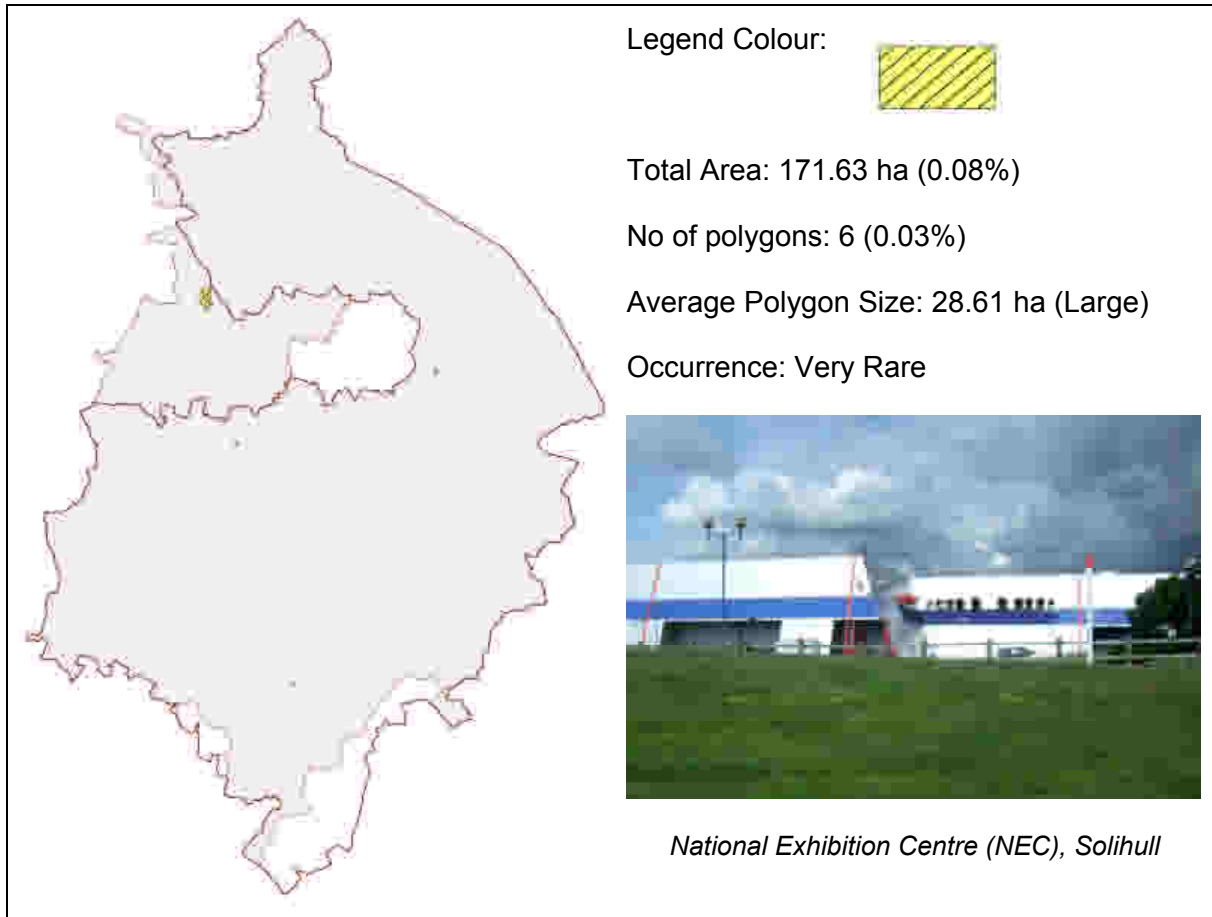 Legend Colour:
Total Area: 171.63 ha (0.08%)
No of polygons: 6 (0.03%)
Average Polygon Size: 28.61 ha (Large)
Occurrence: Very Rare
National Exhibition Centre (NEC), Solihull